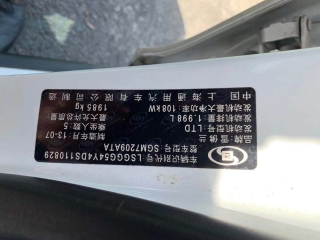 车辆识别代号 LSGGG54Y4DS110829
整车型号 SGM7209ATA
品牌 雪佛兰
发动机型号 LTD
发动机排量 1.998 L
发动机最大净功率 108 kW
制造年月 13-07
乘坐人数 5
最大允许总质量 1985 kg
中国 上海通用汽车有限公司 制造